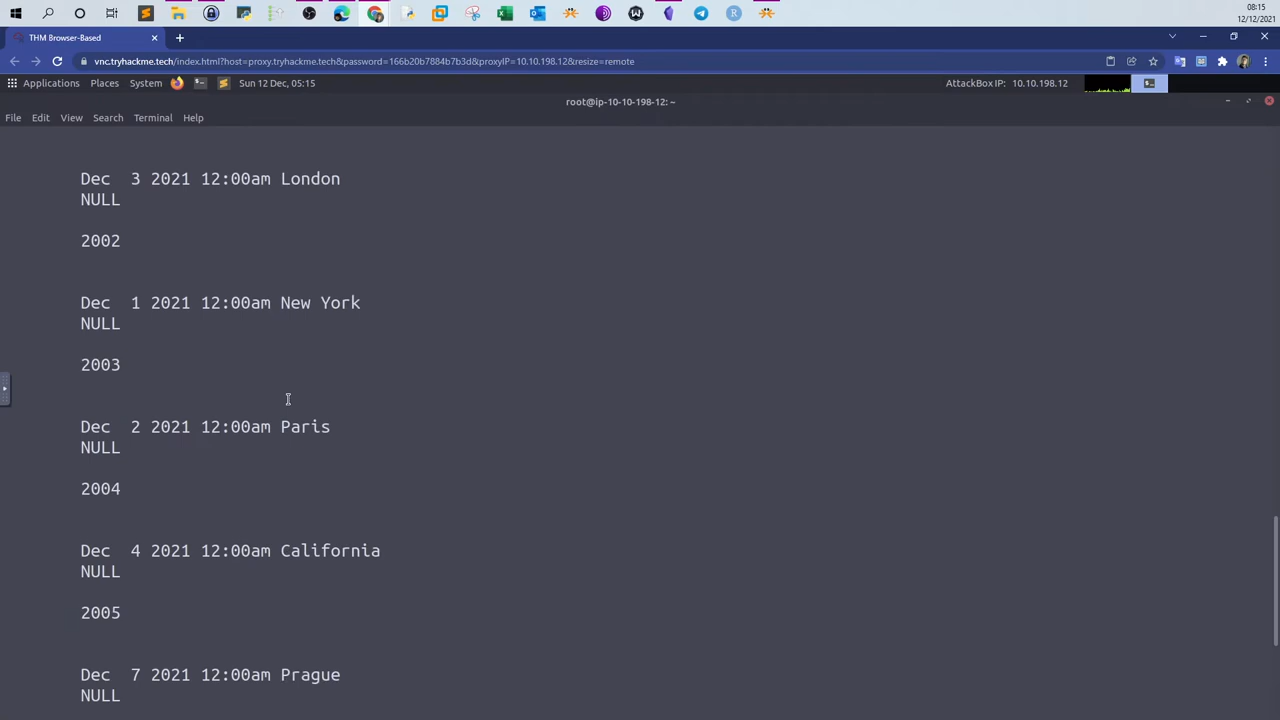 08:15
12/12/2021
THM Browser-Based
vnc.tryhackme.tech/index.html?host=proxy.tryhackme.tech&password=166b20b7884b7b3d&proxyIP=10.10.198.12&resize=remote
Applications Places System Sun 12 Dec, 05:15 AttackBox IP: 10.10.198.12
root@ip-10-10-198-12: ~
File Edit View Search Terminal Help
Dec  3 2021 12:00am London
NULL
2002
Dec  1 2021 12:00am New York
NULL
2003
Dec  2 2021 12:00am Paris
NULL
2004
Dec  4 2021 12:00am California
NULL
2005
Dec  7 2021 12:00am Prague
NULL